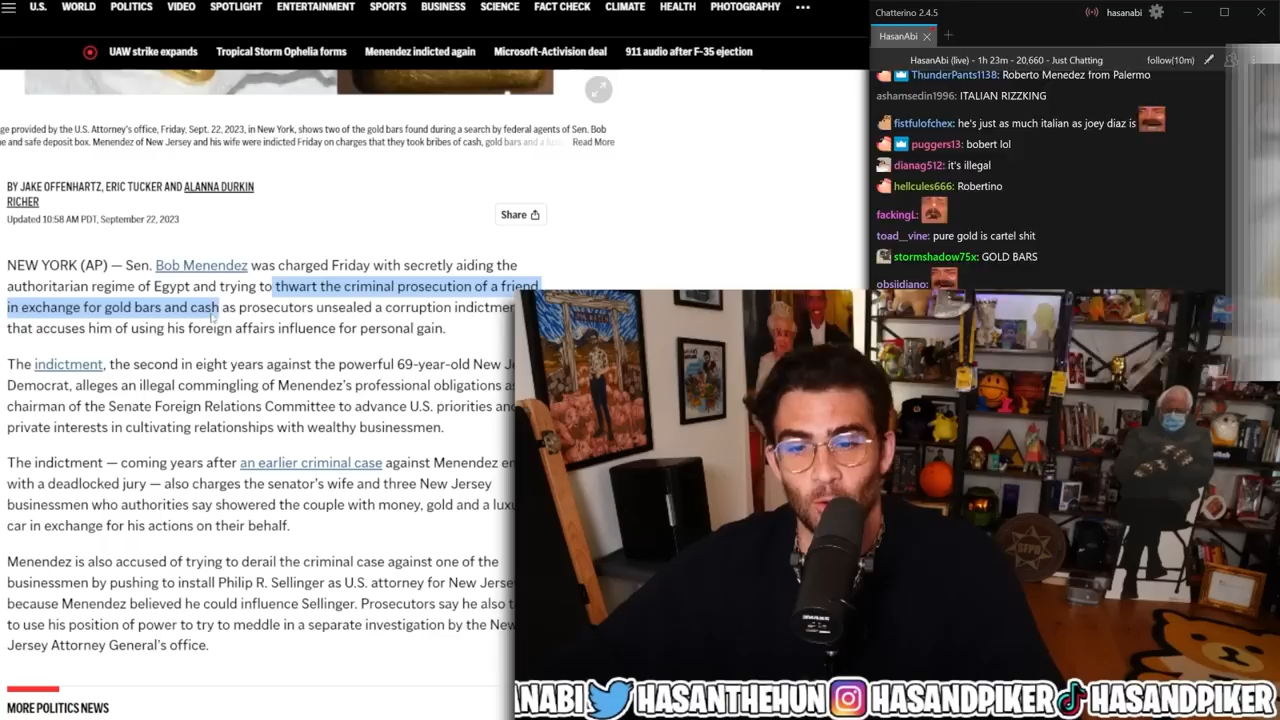 U.S. WORLD POLITICS VIDEO SPOTLIGHT ENTERTAINMENT SPORTS BUSINESS SCIENCE FACT CHECK CLIMATE HEALTH PHOTOGRAPHY •••
UAW strike expands Tropical Storm Ophelia forms Menendez indicted again Microsoft-Activision deal 911 audio after F-35 ejection
ge provided by the U.S. Attorney's office, Friday, Sept. 22, 2023, in New York, shows two of the gold bars found during a search by federal agents of Sen. Bob
e and safe deposit box. Menendez of New Jersey and his wife were indicted Friday on charges that they took bribes of cash, gold bars and a Read More
BY JAKE OFFENHARTZ, ERIC TUCKER AND ALANNA DURKIN
RICHER
Updated 10:58 AM PDT, September 22, 2023
Share
NEW YORK (AP) — Sen. Bob Menendez was charged Friday with secretly aiding the
authoritarian regime of Egypt and trying to thwart the criminal prosecution of a friend
in exchange for gold bars and cash as prosecutors unsealed a corruption indictmen
that accuses him of using his foreign affairs influence for personal gain.
The indictment, the second in eight years against the powerful 69-year-old New Je
Democrat, alleges an illegal commingling of Menendez's professional obligations as
chairman of the Senate Foreign Relations Committee to advance U.S. priorities and
private interests in cultivating relationships with wealthy businessmen.
The indictment — coming years after an earlier criminal case against Menendez en
with a deadlocked jury — also charges the senator's wife and three New Jersey
businessmen who authorities say showered the couple with money, gold and a luxu
car in exchange for his actions on their behalf.
Menendez is also accused of trying to derail the criminal case against one of the
businessmen by pushing to install Philip R. Sellinger as U.S. attorney for New Jersey
because Menendez believed he could influence Sellinger. Prosecutors say he also t
to use his position of power to try to meddle in a separate investigation by the New
Jersey Attorney General's office.
MORE POLITICS NEWS
Chatterino 2.4.5
hasanabi
HasanAbi
HasanAbi (live) - 1h 23m - 20,660 - Just Chatting
follow(10m)
ThunderPants1138: Roberto Menedez from Palermo
ashamsedin1996: ITALIAN RIZZKING
fistfulofchex: he's just as much italian as joey diaz is
puggers13: bobert lol
dianag512: it's illegal
hellcules666: Robertino
fackingL:
toad__vine: pure gold is cartel shit
stormshadow75x: GOLD BARS
obsiidiano:
SFPD
NABI HASANTHEHUN HASANDPIKER HASANDPIKER